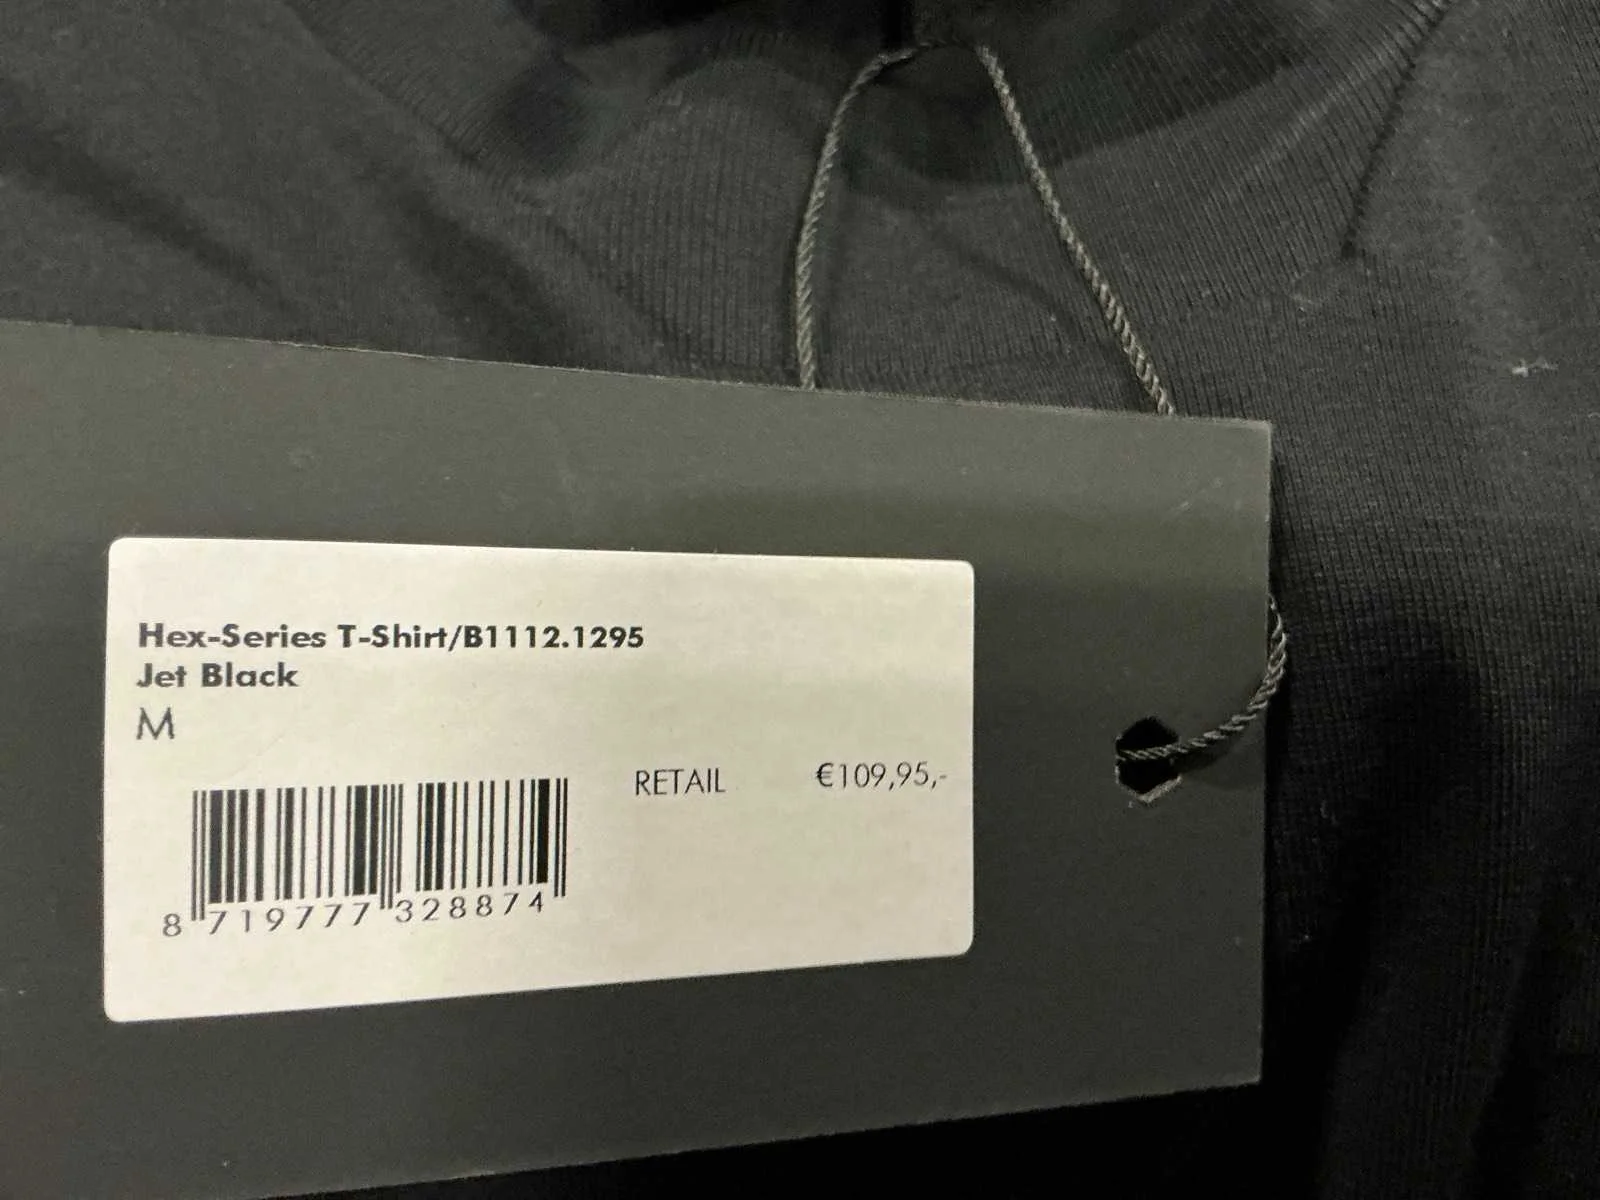 Hex-Series T-Shirt/B1112.1295
Jet Black
M
RETAIL €109,95,-
8 719777 328874